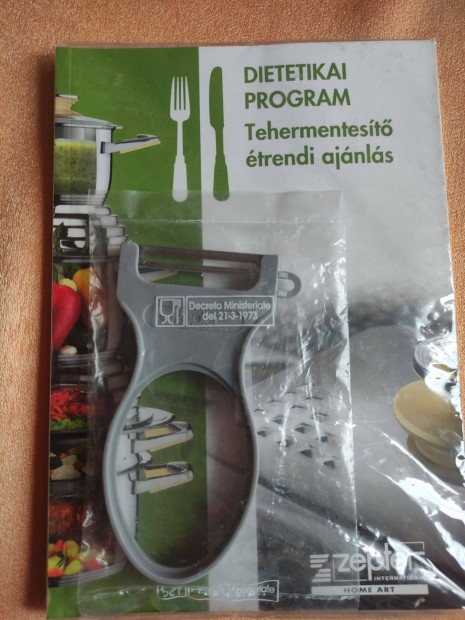 DIETETIKAI
PROGRAM
Tehermentesítő
étrendi ajánlás
Decreto Ministeriale
del 21-3-1973
zepter
INTERNATIONAL
HOME ART